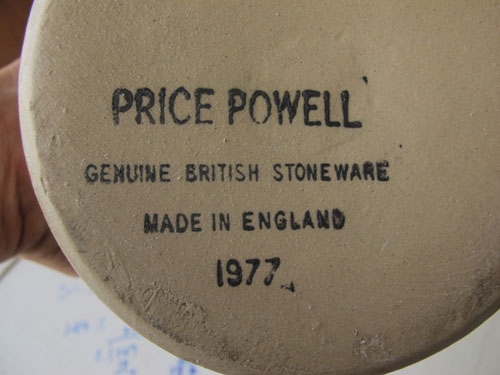 PRICE POWELL
GENUINE BRITISH STONEWARE
MADE IN ENGLAND
1977